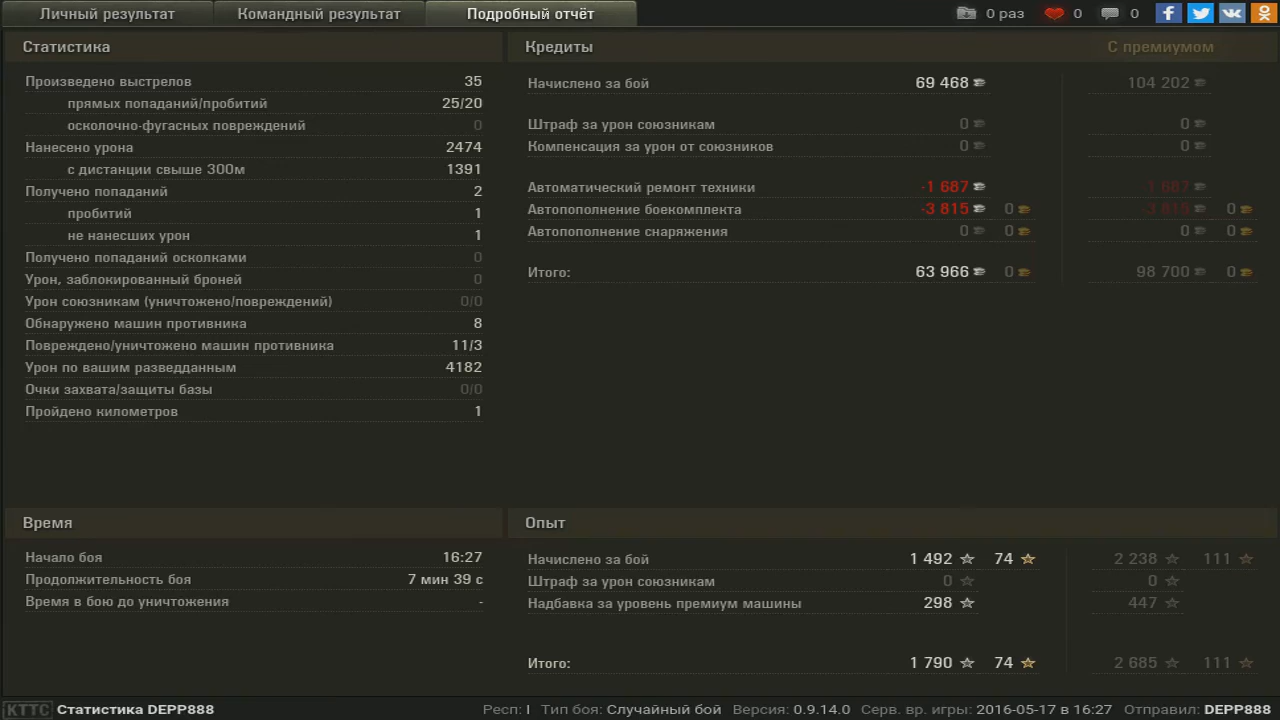 Личный результат Командный результат Подробный отчёт 0 раз 0 0
Статистика
Произведено выстрелов 35
прямых попаданий/пробитий 25/20
осколочно-фугасных повреждений 0
Нанесено урона 2474
с дистанции свыше 300м 1391
Получено попаданий 2
пробитий 1
не нанесших урон 1
Получено попаданий осколками 0
Урон, заблокированный броней 0
Урон союзникам (уничтожено/повреждений) 0/0
Обнаружено машин противника 8
Повреждено/уничтожено машин противника 11/3
Урон по вашим разведданным 4182
Очки захвата/защиты базы 0/0
Пройдено километров 1
Кредиты С премиумом
Начислено за бой 69 468 104 202
Штраф за урон союзникам 0 0
Компенсация за урон от союзников 0 0
Автоматический ремонт техники -1 687 -1 687
Автопополнение боекомплекта -3 815 0 -3 815 0
Автопополнение снаряжения 0 0 0 0
Итого: 63 966 0 98 700 0
Время
Начало боя 16:27
Продолжительность боя 7 мин 39 с
Время в бою до уничтожения -
Опыт
Начислено за бой 1 492 74 2 238 111
Штраф за урон союзникам 0 0
Надбавка за уровень премиум машины 298 447
Итого: 1 790 74 2 685 111
КТТС Статистика DEPP888 Респ: I Тип боя: Случайный бой Версия: 0.9.14.0 Серв. вр. игры: 2016-05-17 в 16:27 Отправил: DEPP888